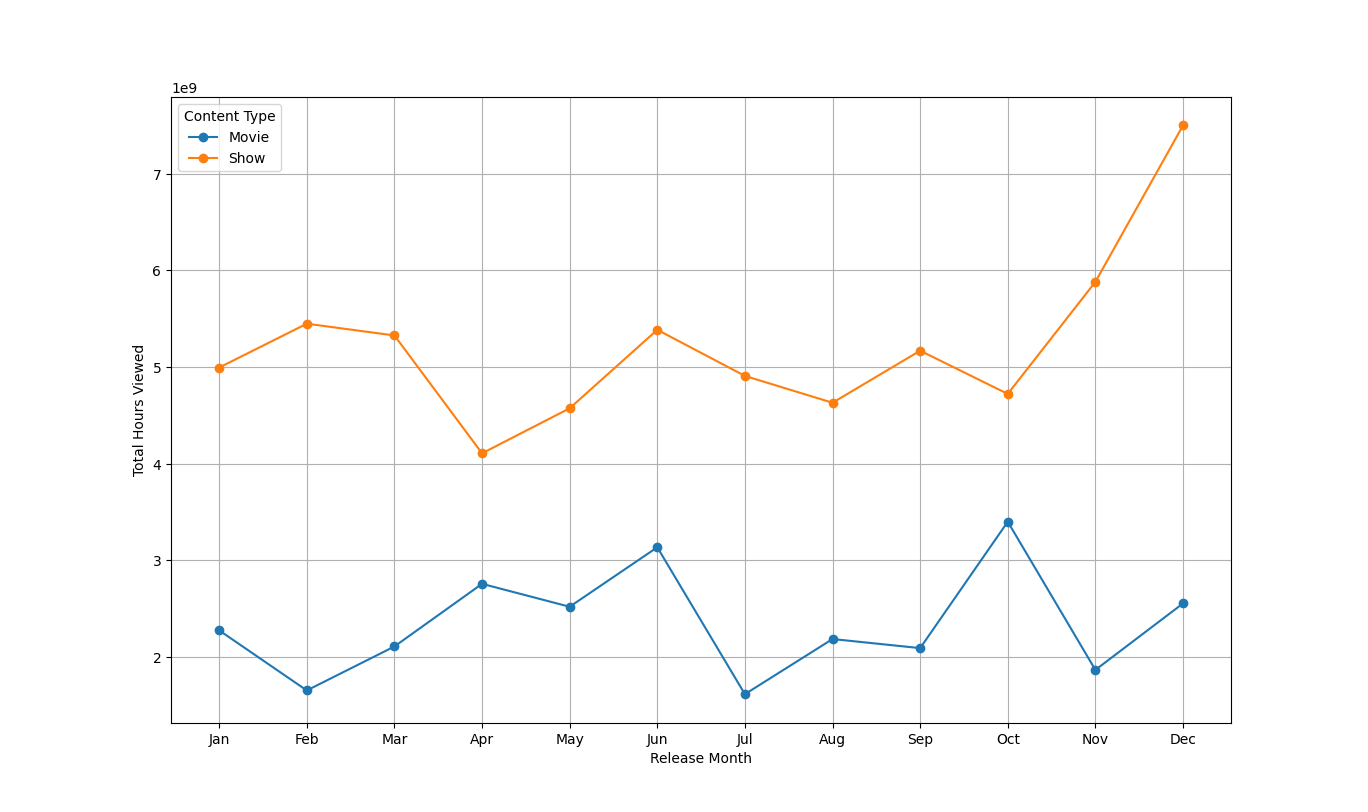 1e9
Content Type
Movie
Show
7
6
5
4
3
2
Total Hours Viewed
Jan Feb Mar Apr May Jun Jul Aug Sep Oct Nov Dec
Release Month